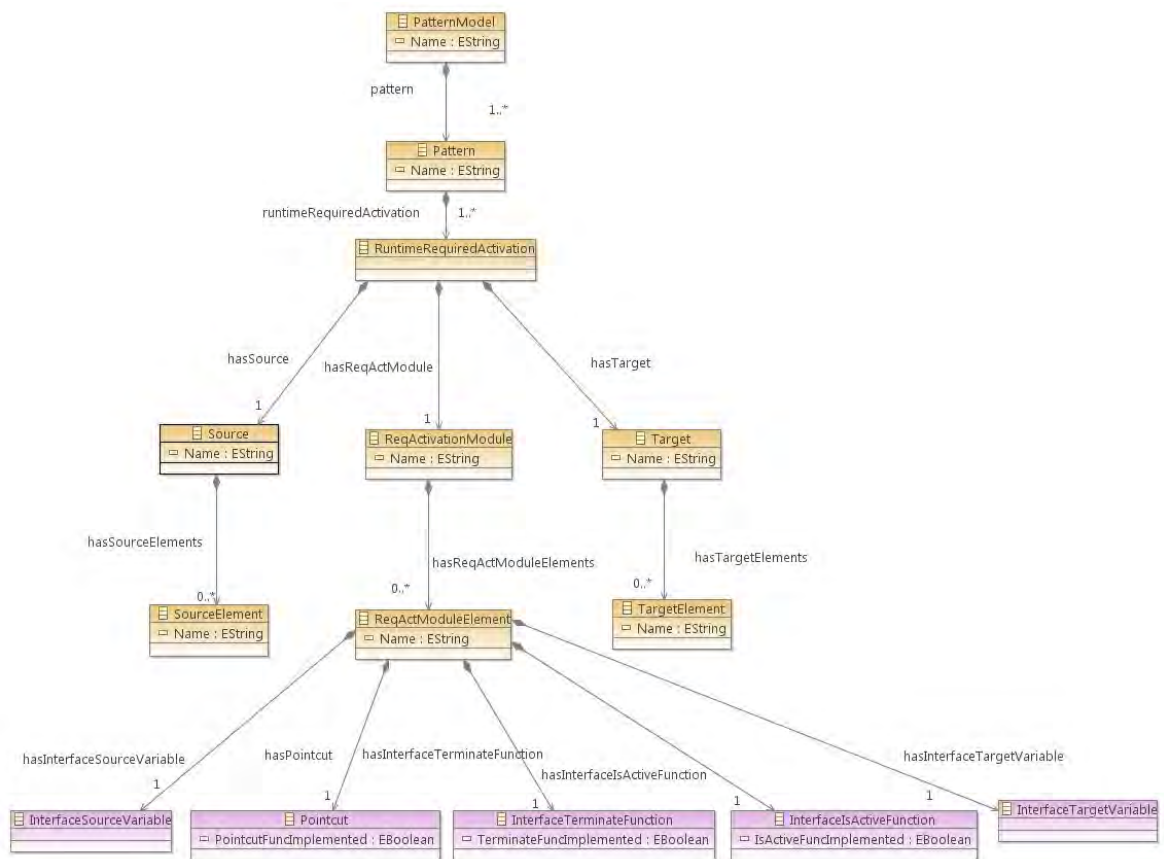 PatternModel
Name : EString
pattern
1..*
Pattern
Name : EString
runtimeRequiredActivation
1..*
RuntimeRequiredActivation
hasSource
hasReqActModule
hasTarget
1
1
1
Source
Name : EString
ReqActivationModule
Name : EString
Target
Name : EString
hasSourceElements
hasReqActModuleElements
hasTargetElements
0..*
0..*
0..*
SourceElement
Name : EString
ReqActModuleElement
Name : EString
TargetElement
Name : EString
hasInterfaceSourceVariable
hasPointcut
hasInterfaceTerminateFunction
hasInterfaceIsActiveFunction
hasInterfaceTargetVariable
1
1
1
1
1
InterfaceSourceVariable
Pointcut
PointcutFuncImplemented : EBoolean
InterfaceTerminateFunction
TerminateFuncImplemented : EBoolean
InterfaceIsActiveFunction
IsActiveFuncImplemented : EBoolean
InterfaceTargetVariable